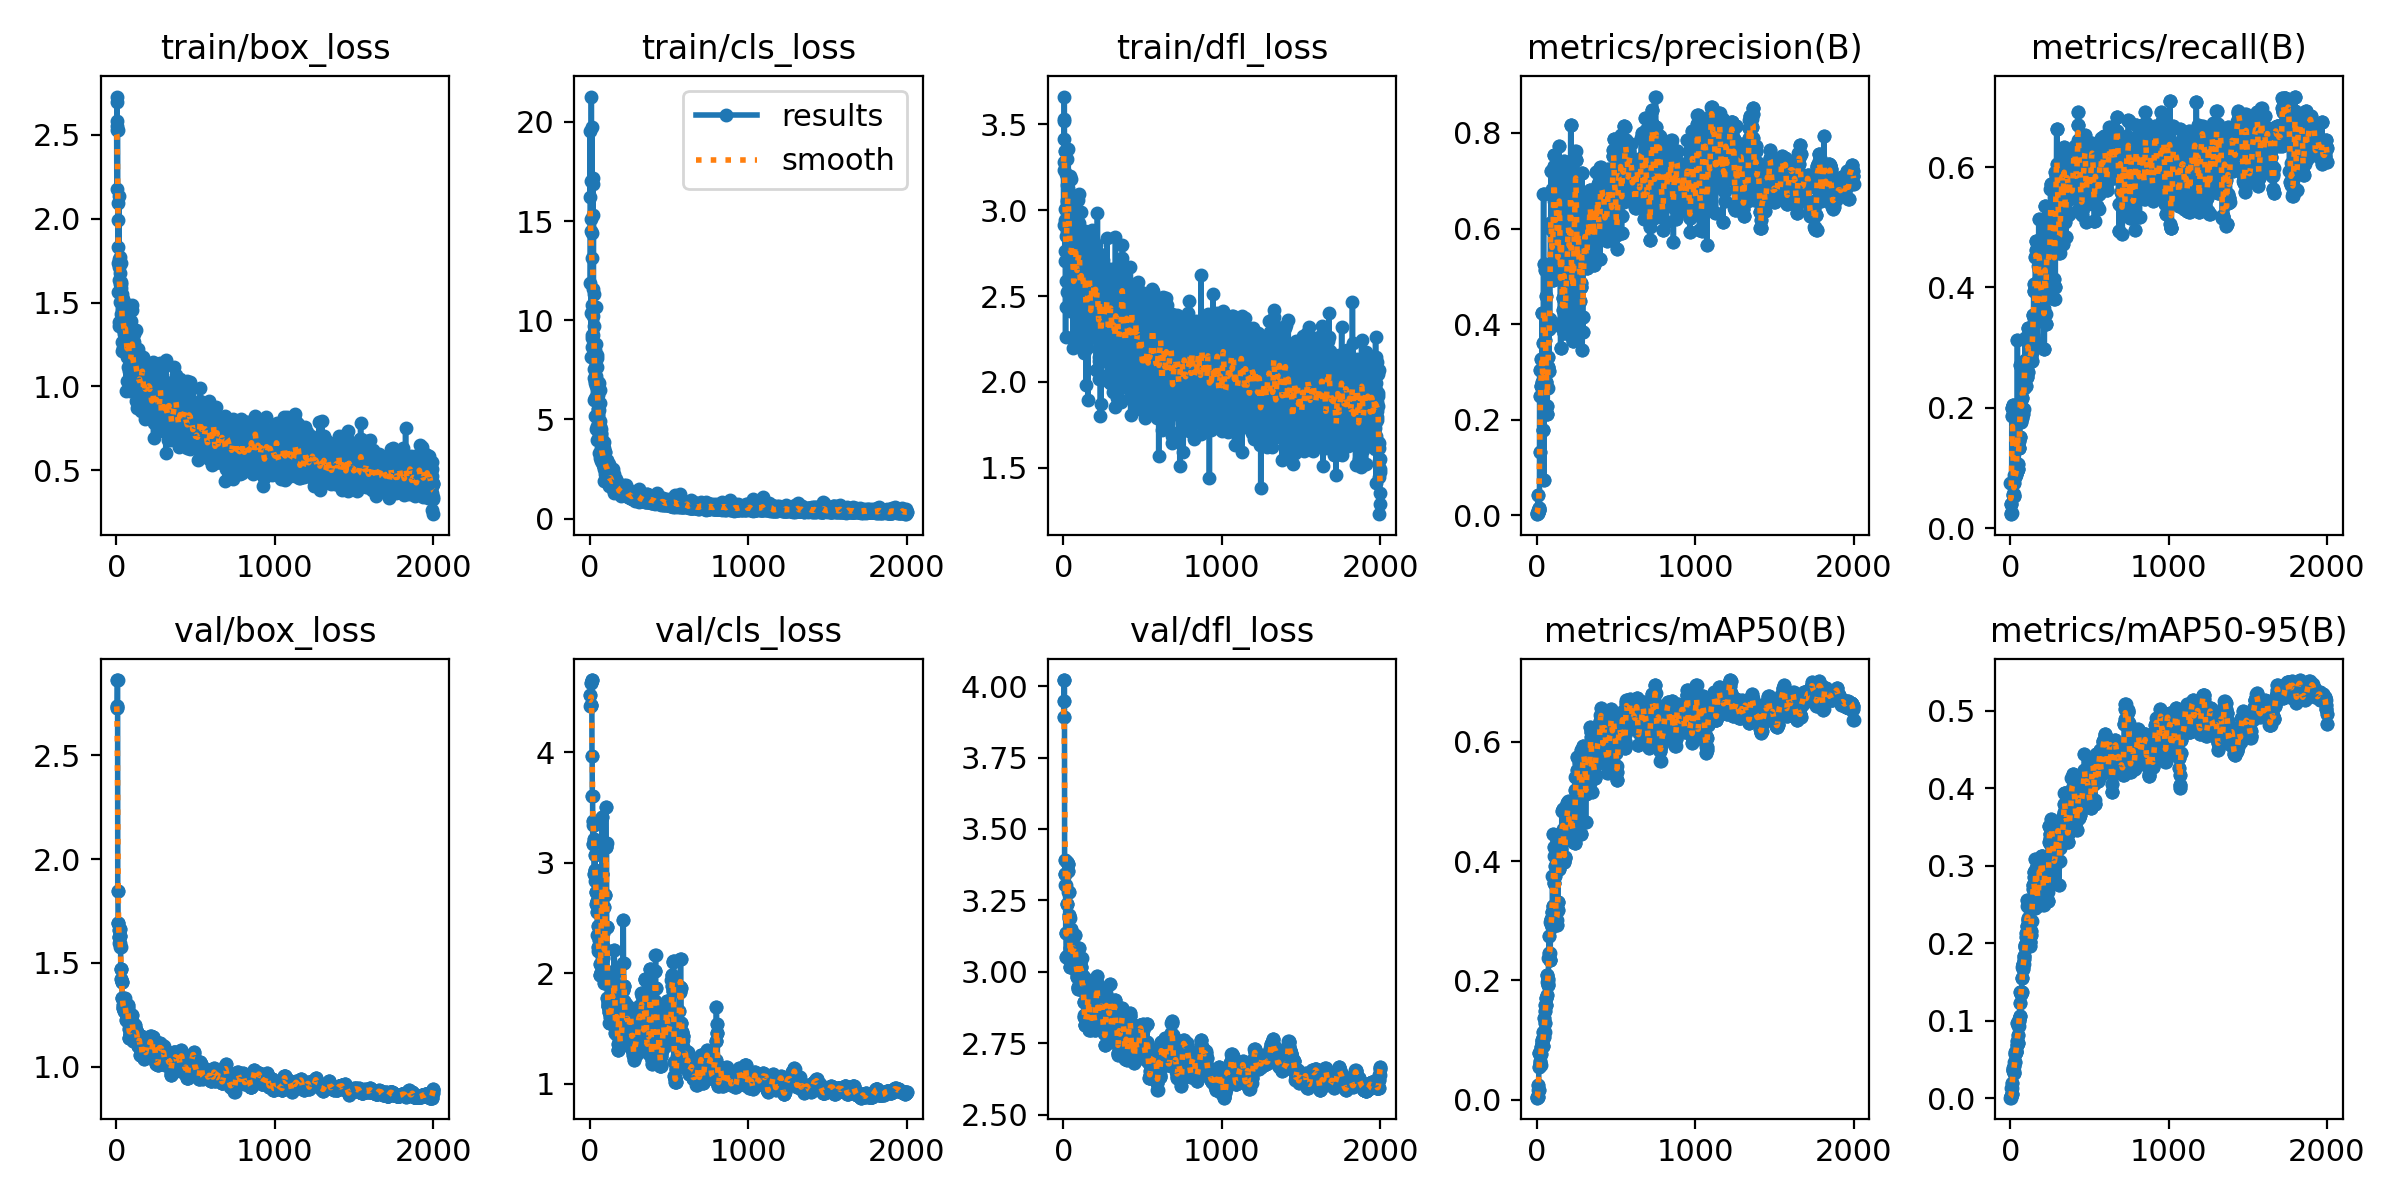 train/box_loss
2.5
2.0
1.5
1.0
0.5
0 1000 2000
train/cls_loss
results
smooth
20
15
10
5
0
0 1000 2000
train/dfl_loss
3.5
3.0
2.5
2.0
1.5
0 1000 2000
metrics/precision(B)
0.8
0.6
0.4
0.2
0.0
0 1000 2000
metrics/recall(B)
0.6
0.4
0.2
0.0
0 1000 2000
val/box_loss
2.5
2.0
1.5
1.0
0 1000 2000
val/cls_loss
4
3
2
1
0 1000 2000
val/dfl_loss
4.00
3.75
3.50
3.25
3.00
2.75
2.50
0 1000 2000
metrics/mAP50(B)
0.6
0.4
0.2
0.0
0 1000 2000
metrics/mAP50-95(B)
0.5
0.4
0.3
0.2
0.1
0.0
0 1000 2000